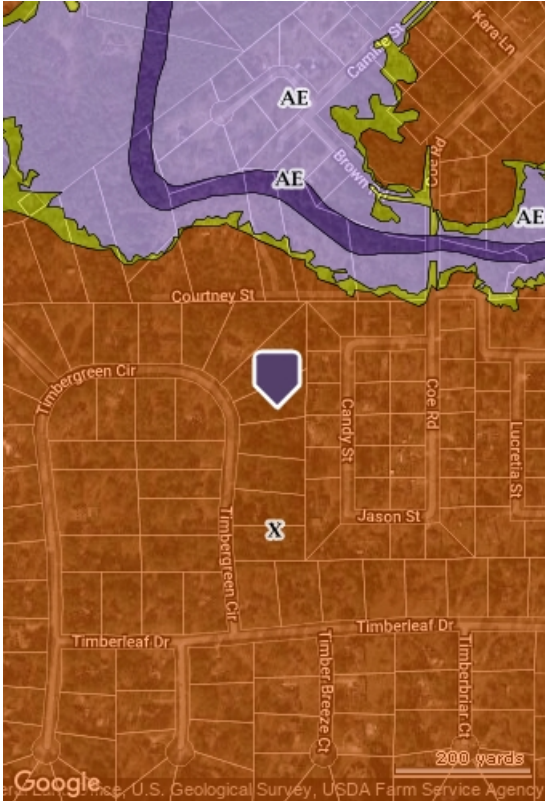 Kara Ln
Camille St
AE
Coe Rd
Brown
AE
AE
Courtney St
Timbergreen Cir
Candy St
Coe Rd
Lucretia St
Jason St
X
Timbergreen Cir
Timberleaf Dr
Timberleaf Dr
Timber Breeze Ct
Timberbriar Ct
200 yards
Google
U.S. Geological Survey, USDA Farm Service Agency